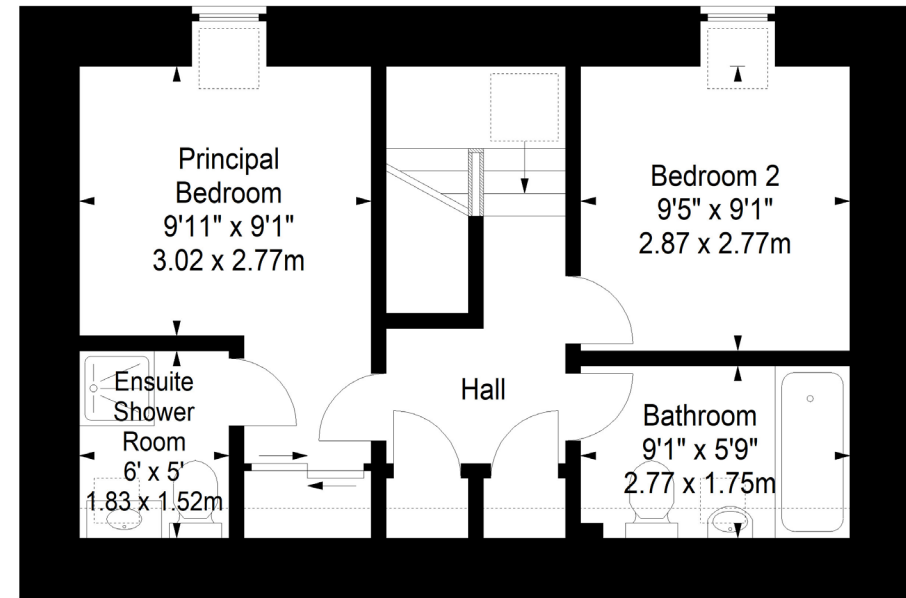 Principal
Bedroom
9'11" x 9'1"
3.02 x 2.77m
Bedroom 2
9'5" x 9'1"
2.87 x 2.77m
Ensuite
Shower
Room
6' x 5'
1.83 x 1.52m
Hall
Bathroom
9'1" x 5'9"
2.77 x 1.75m